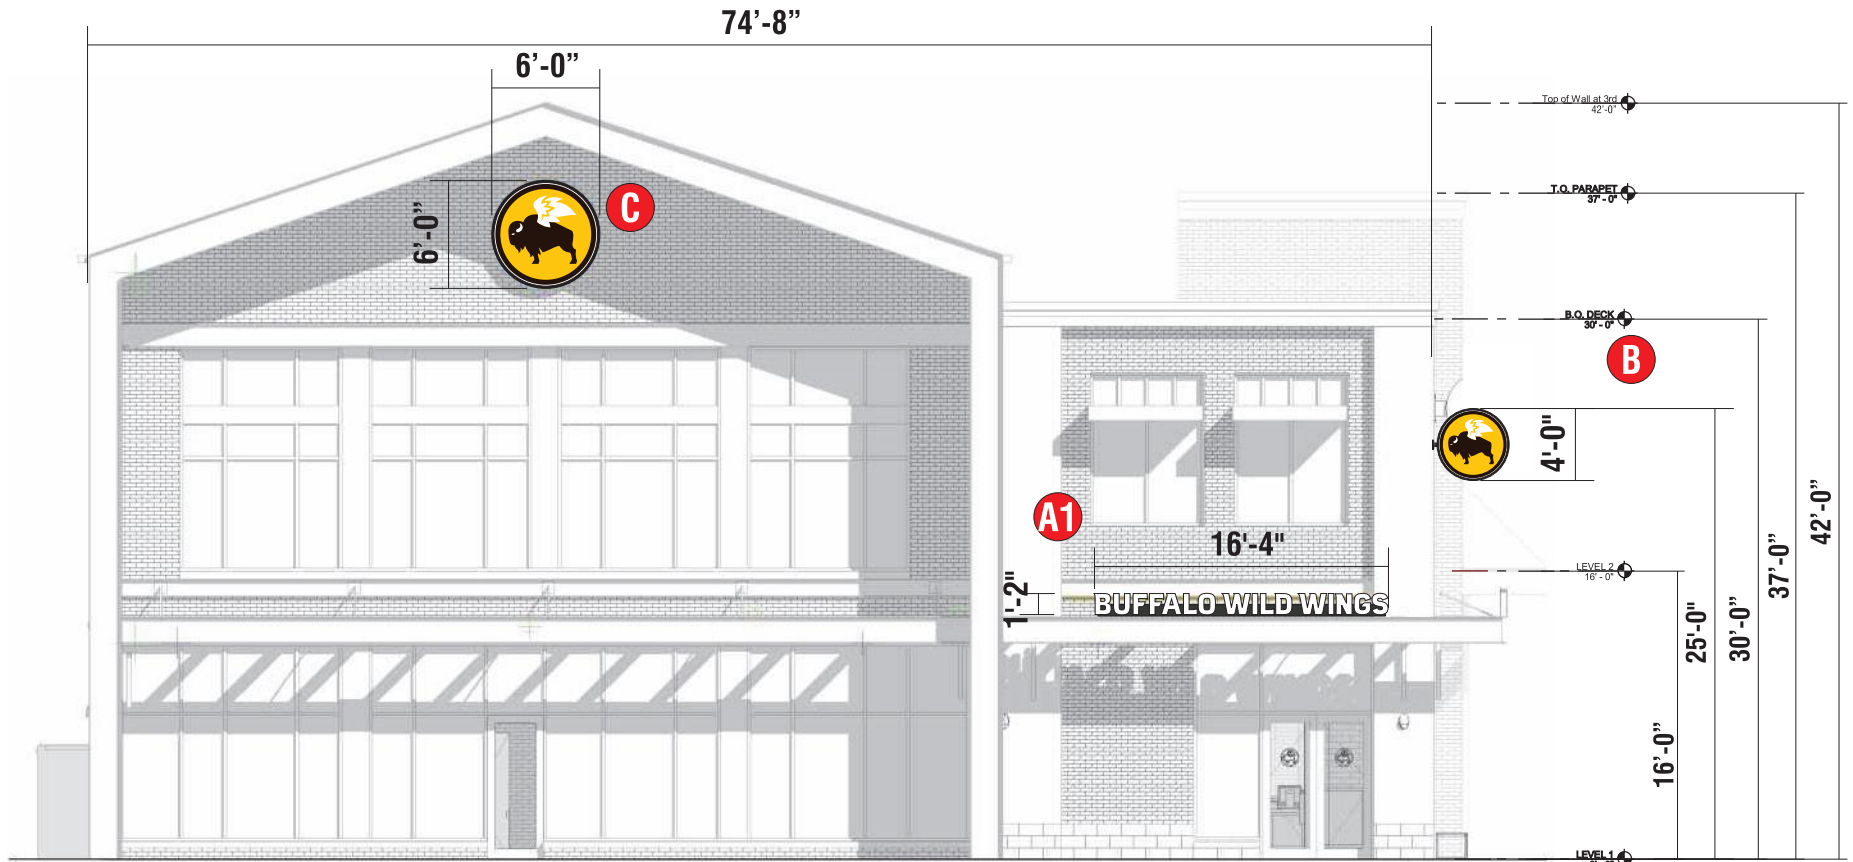 74’-8”
6’-0”
Top of Wall at 3rd
42'-0"
C
T.O. PARAPET
37' - 0"
6’-0”
B.O. DECK
30' - 0"
B
4'-0"
A1
16'-4"
42’-0”
37’-0”
LEVEL 2
16' - 0"
1'-2"
BUFFALO WILD WINGS
25'-0"
30’-0”
16’-0”
LEVEL 1